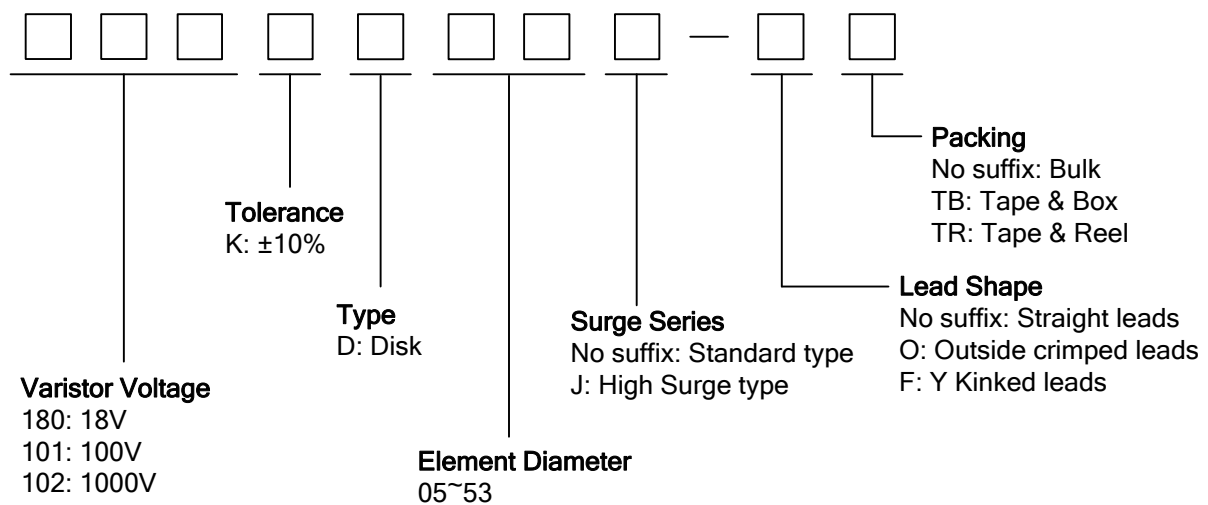 Varistor Voltage
180: 18V
101: 100V
102: 1000V
Tolerance
K: ±10%
Type
D: Disk
Element Diameter
05~53
Surge Series
No suffix: Standard type
J: High Surge type
Lead Shape
No suffix: Straight leads
O: Outside crimped leads
F: Y Kinked leads
Packing
No suffix: Bulk
TB: Tape & Box
TR: Tape & Reel